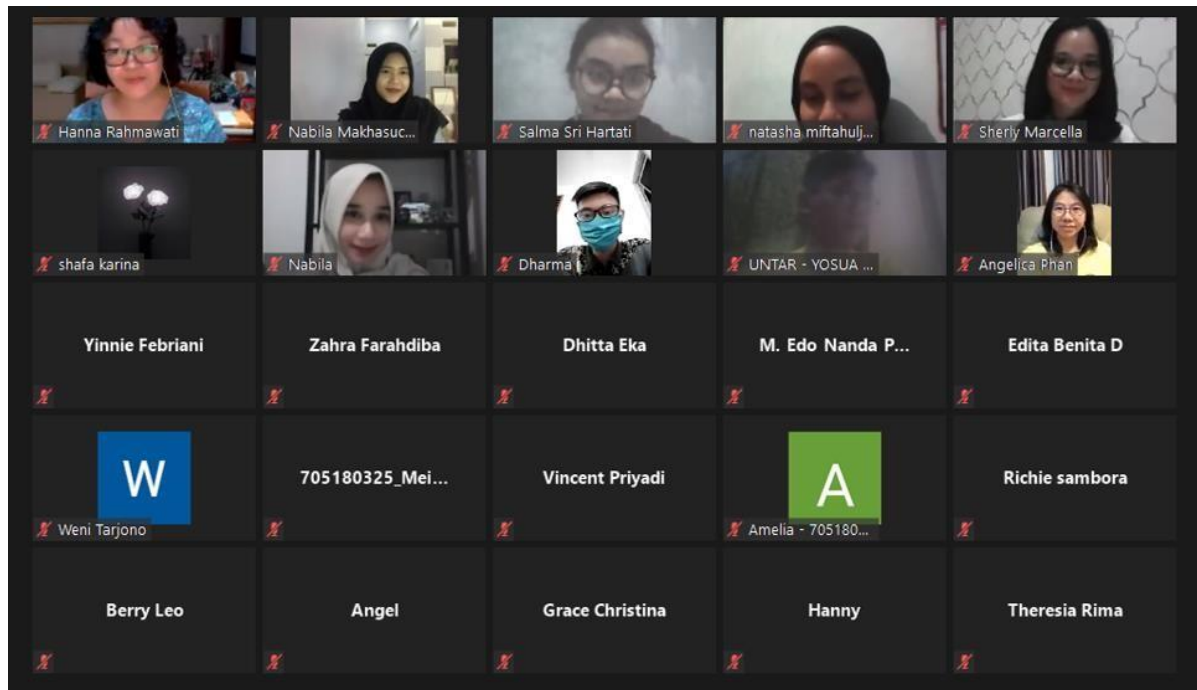 Hanna Rahmawati
Nabila Makhasuc...
Salma Sri Hartati
natasha miftahulj...
Sherly Marcella
shafa karina
Nabila
Dharma
UNTAR - YOSUA ...
Angelica Phan
Yinnie Febriani
Zahra Farahdiba
Dhitta Eka
M. Edo Nanda P...
Edita Benita D
W
Weni Tarjono
705180325_Mei...
Vincent Priyadi
A
Amelia - 705180...
Richie sambora
Berry Leo
Angel
Grace Christina
Hanny
Theresia Rima